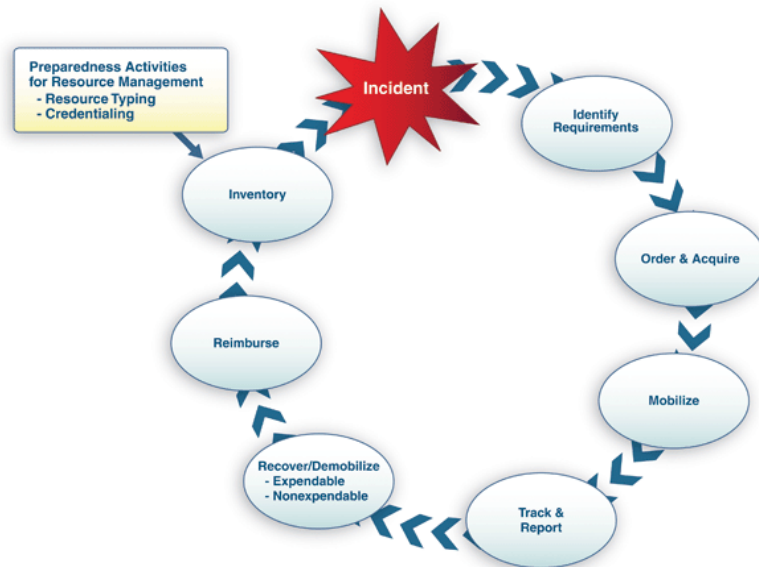 Preparedness Activities
for Resource Management
- Resource Typing
- Credentialing
Incident
Identify
Requirements
Order & Acquire
Mobilize
Track &
Report
Recover/Demobilize
- Expendable
- Nonexpendable
Reimburse
Inventory